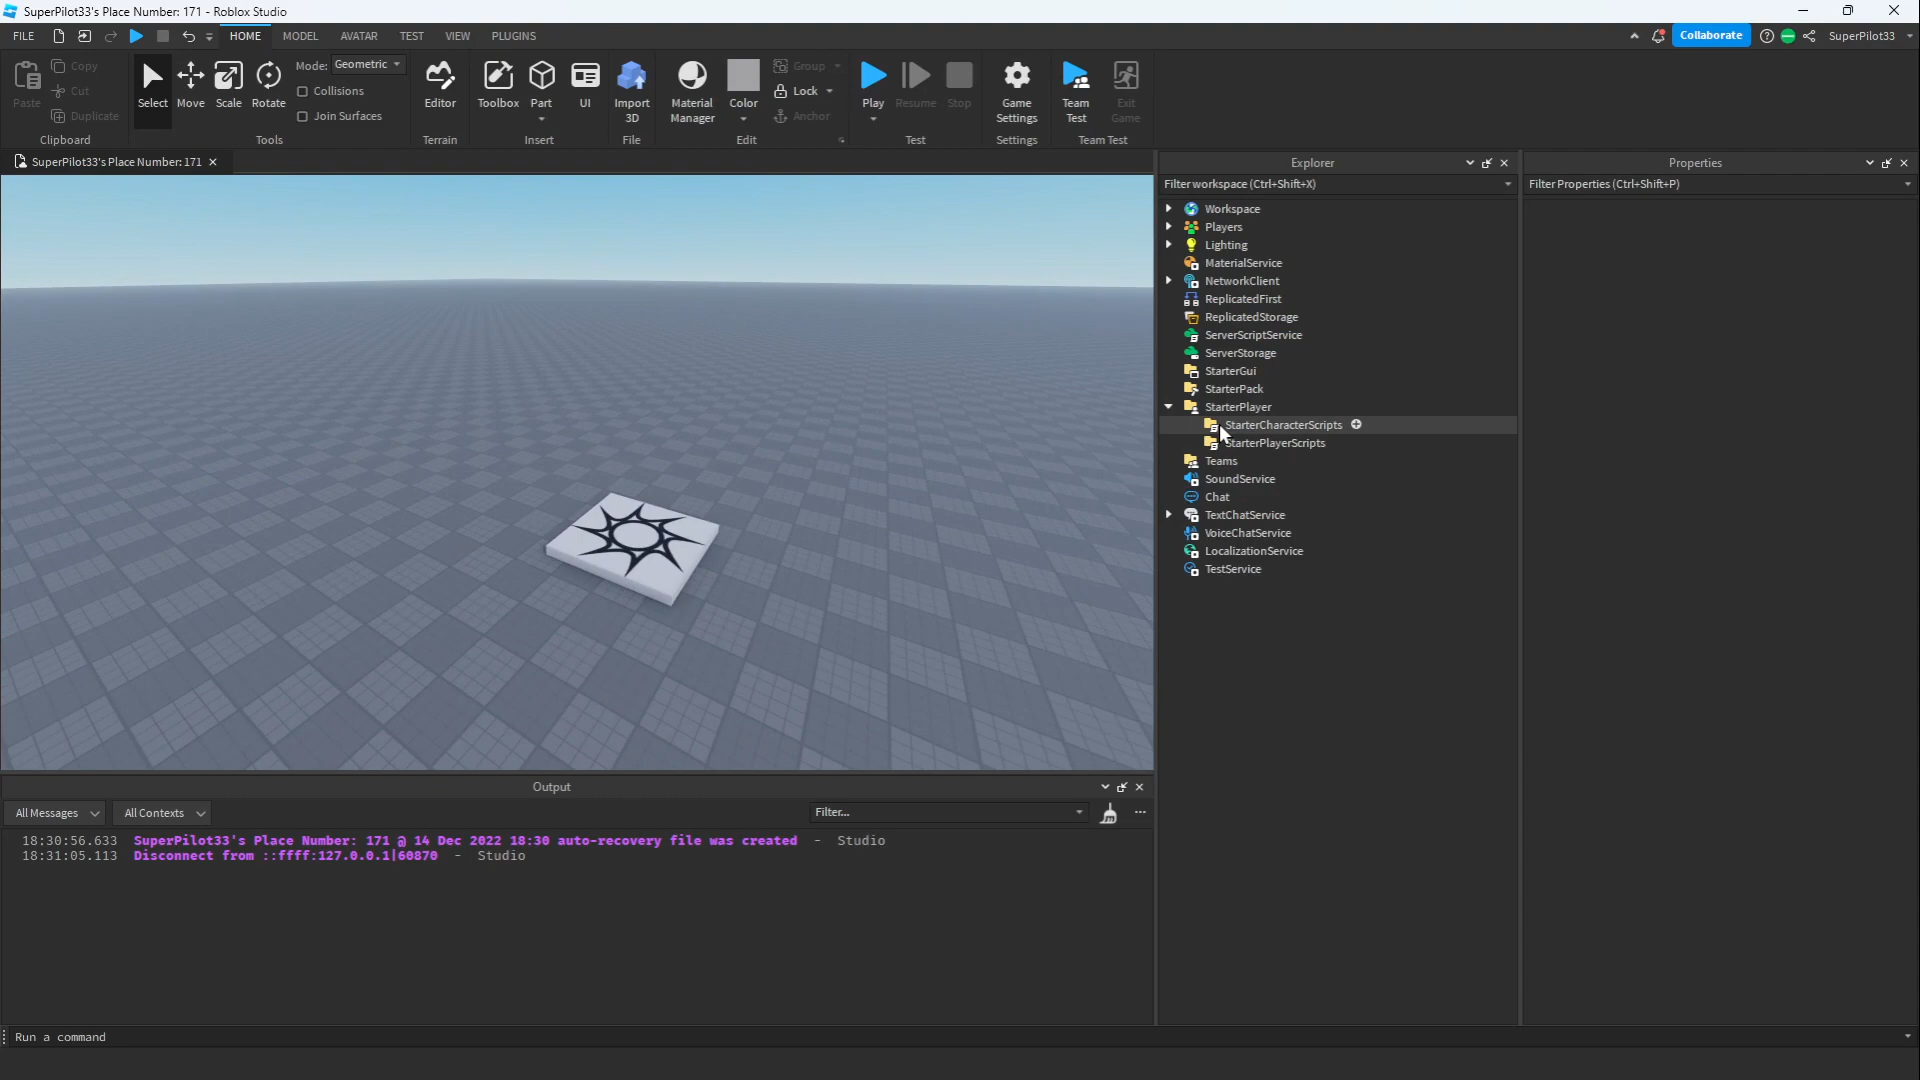 SuperPilot33's Place Number: 171 - Roblox Studio
FILE
HOME
MODEL
AVATAR
TEST
VIEW
PLUGINS
Collaborate
SuperPilot33
Paste
Copy
Cut
Duplicate
Clipboard
Select
Move
Scale
Rotate
Mode: Geometric
Collisions
Join Surfaces
Tools
Editor
Terrain
Toolbox
Part
UI
Insert
Import
3D
File
Material
Manager
Color
Group
Lock
Anchor
Edit
Play
Resume
Stop
Test
Game
Settings
Settings
Team
Test
Exit
Game
Team Test
SuperPilot33's Place Number: 171
Explorer
Filter workspace (Ctrl+Shift+X)
Workspace
Players
Lighting
MaterialService
NetworkClient
ReplicatedFirst
ReplicatedStorage
ServerScriptService
ServerStorage
StarterGui
StarterPack
StarterPlayer
StarterCharacterScripts
StarterPlayerScripts
Teams
SoundService
Chat
TextChatService
VoiceChatService
LocalizationService
TestService
Properties
Filter Properties (Ctrl+Shift+P)
Output
All Messages
All Contexts
Filter...
18:30:56.633 SuperPilot33's Place Number: 171 @ 14 Dec 2022 18:30 auto-recovery file was created - Studio
18:31:05.113 Disconnect from ::ffff:127.0.0.1|60870 - Studio
Run a command